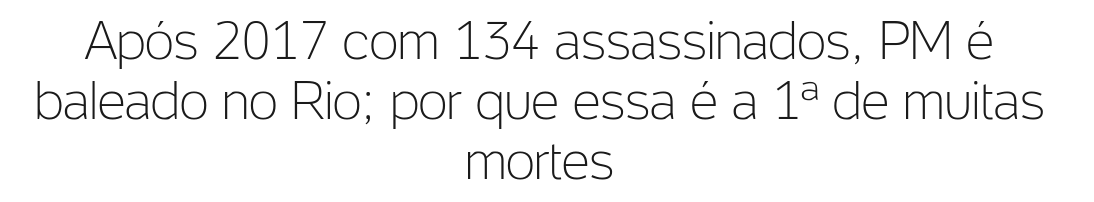 Após 2017 com 134 assassinados, PM é
baleado no Rio; por que essa é a 1ª de muitas
mortes